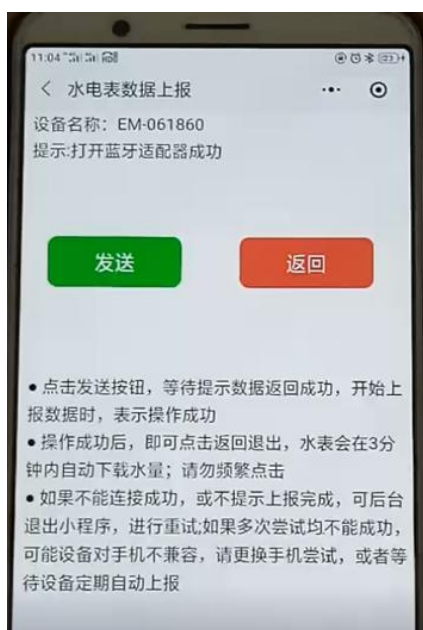 11:04
水电表数据上报
设备名称：EM-061860
提示:打开蓝牙适配器成功
发送
返回
● 点击发送按钮，等待提示数据返回成功，开始上
报数据时，表示操作成功
● 操作成功后，即可点击返回退出，水表会在3分
钟内自动下载水量；请勿频繁点击
● 如果不能连接成功，或不提示上报完成，可后台
退出小程序，进行重试;如果多次尝试均不能成功，
可能设备对手机不兼容，请更换手机尝试，或者等
待设备定期自动上报